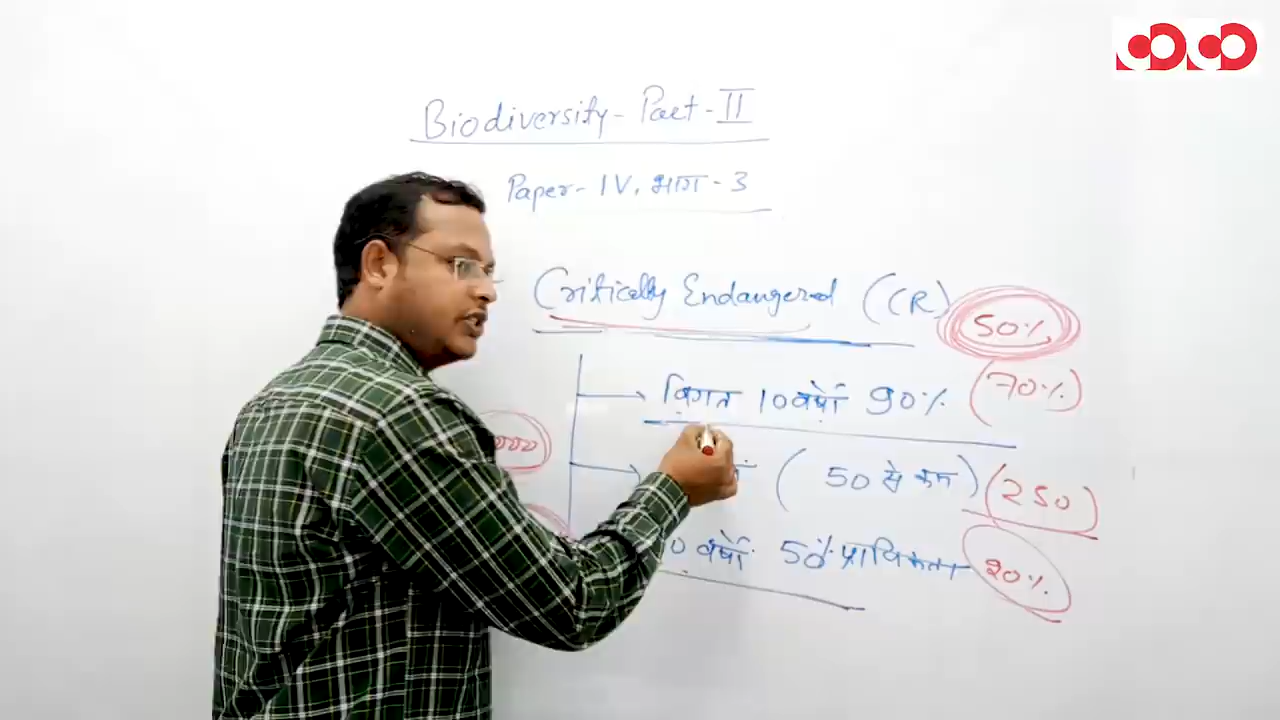 Biodiversity - Part - II
Paper - IV, भाग - 3
Critically Endangered (CR) 50%
विगत 10 वर्षों 90% (70%)
(50 से कम) (250)
वर्षों 50% प्रायिकता 20%